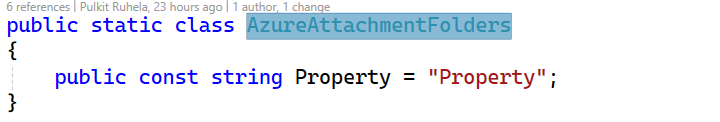 6 references | Pulkit Ruhela, 23 hours ago | 1 author, 1 change
public static class AzureAttachmentFolders
{
    public const string Property = "Property";
}